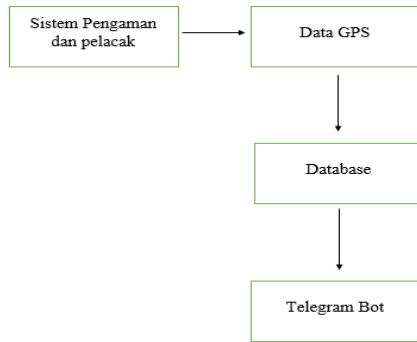 Sistem Pengaman
dan pelacak
Data GPS
Database
Telegram Bot